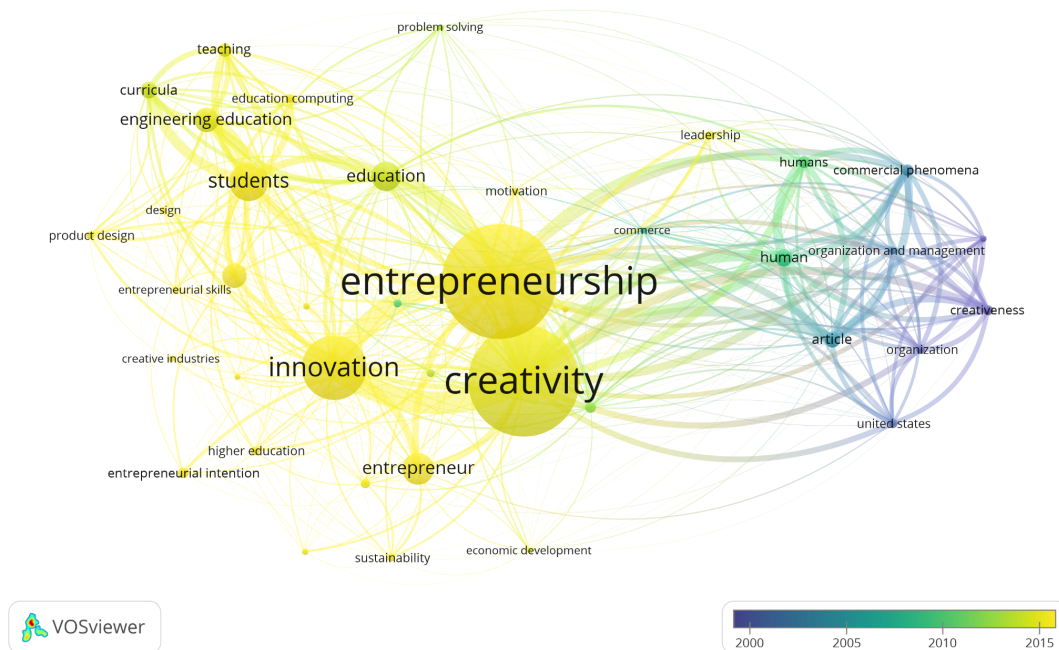 problem solving
teaching
curricula
education computing
engineering education
leadership
humans
commercial phenomena
education
students
motivation
design
commerce
product design
organization and management
human
entrepreneurship
entrepreneurial skills
creativeness
article
organization
creative industries
innovation
creativity
united states
higher education
entrepreneur
entrepreneurial intention
economic development
sustainability
VOSviewer
2000 2005 2010 2015